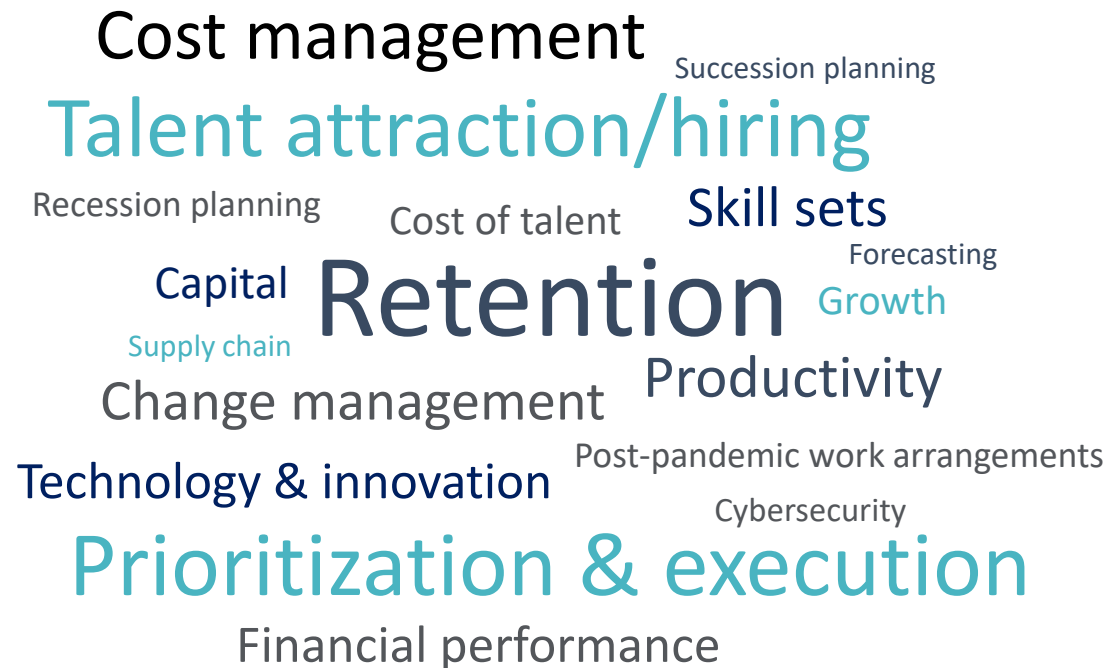 Cost management
Succession planning
Talent attraction/hiring
Recession planning
Cost of talent
Skill sets
Forecasting
Capital
Retention
Growth
Supply chain
Productivity
Change management
Post-pandemic work arrangements
Technology & innovation
Cybersecurity
Prioritization & execution
Financial performance